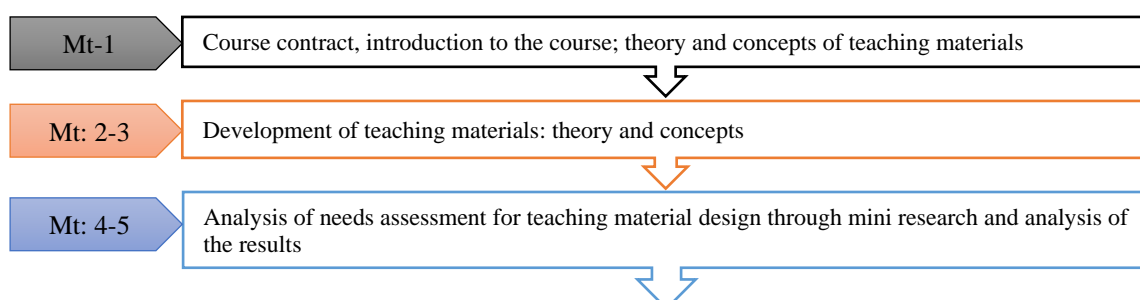 Mt-1
Course contract, introduction to the course; theory and concepts of teaching materials
Mt: 2-3
Development of teaching materials: theory and concepts
Mt: 4-5
Analysis of needs assessment for teaching material design through mini research and analysis of
the results